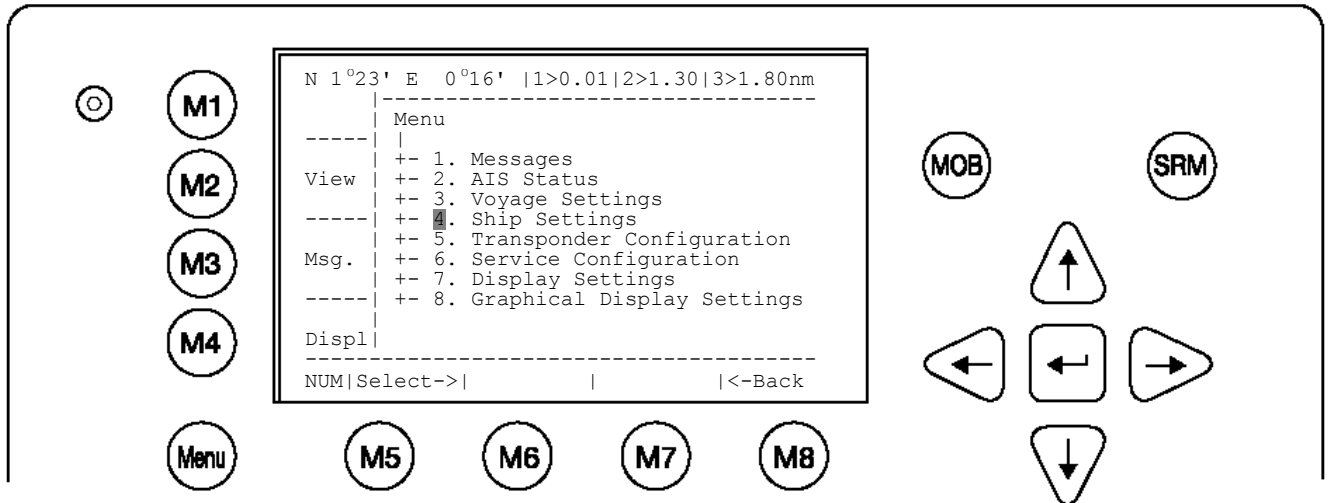 N 1°23' E 0°16' |1>0.01|2>1.30|3>1.80nm
M1
Menu
M2
View
1. Messages
2. AIS Status
3. Voyage Settings
4. Ship Settings
5. Transponder Configuration
6. Service Configuration
7. Display Settings
8. Graphical Display Settings
M3
Msg.
M4
Displ
NUM|Select->| | |<-Back
MOB
SRM
Menu
M5
M6
M7
M8